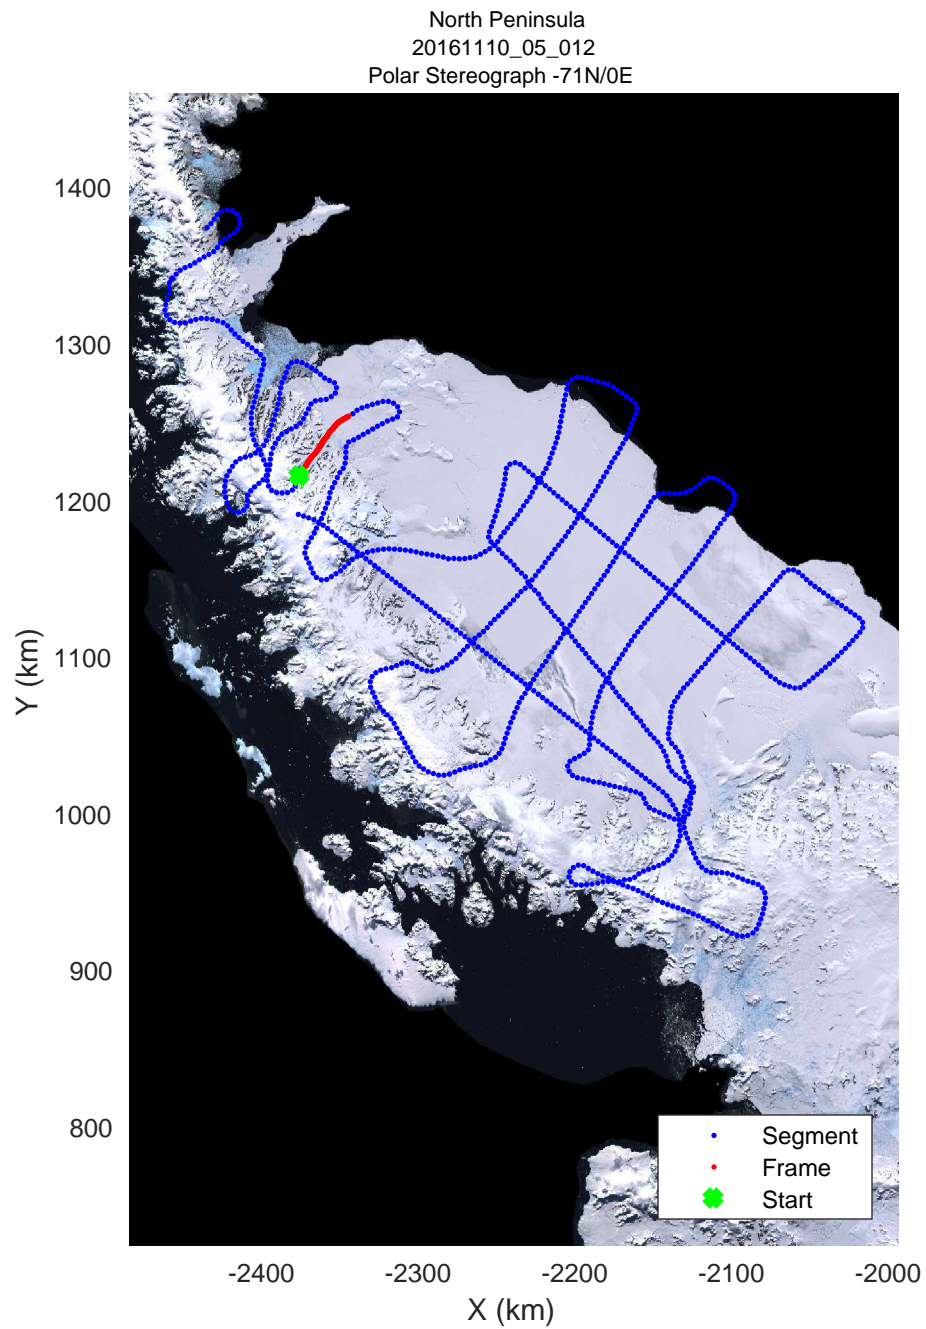 North Peninsula
20161110_05_012
Polar Stereograph -71N/0E
1400
1300
1200
1100
1000
900
800
Y (km)
Segment
Frame
Start
-2400
-2300
-2200
-2100
-2000
X (km)